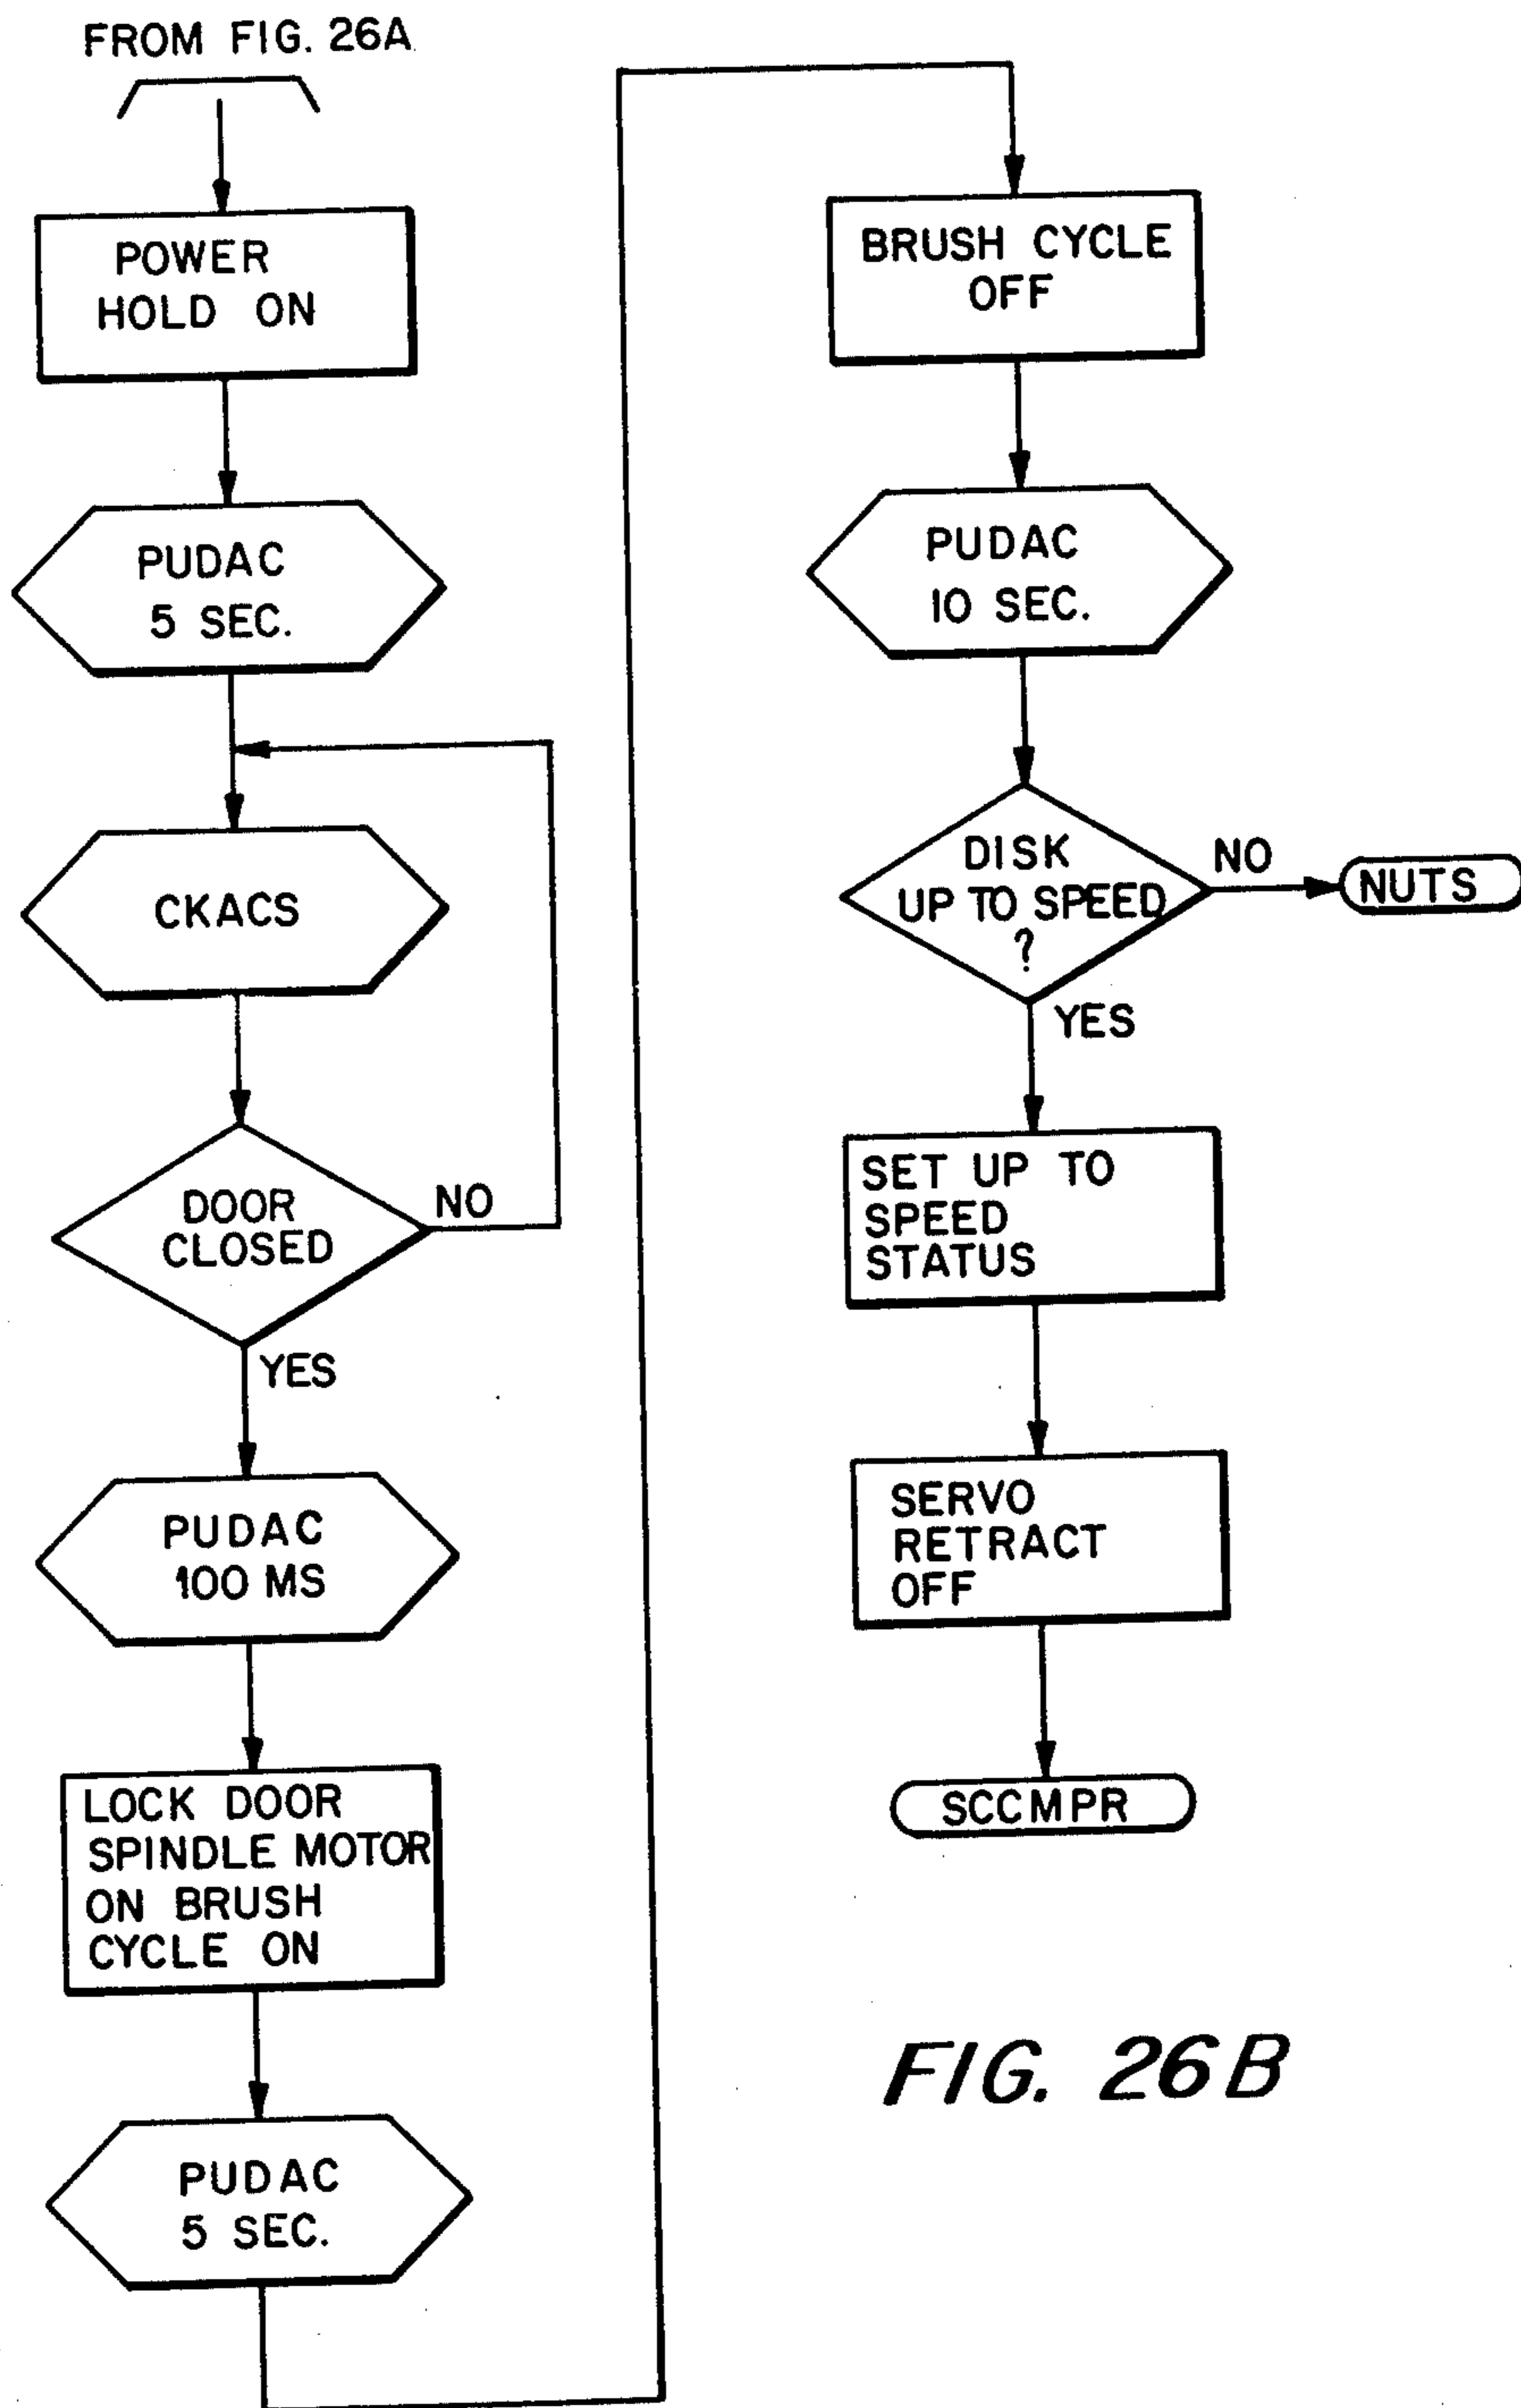 FROM FIG. 26A
POWER
HOLD ON
PUDAC
5 SEC.
CKACS
DOOR
CLOSED
NO
YES
PUDAC
100 MS
LOCK DOOR
SPINDLE MOTOR
ON BRUSH
CYCLE ON
PUDAC
5 SEC.
BRUSH CYCLE
OFF
PUDAC
10 SEC.
DISK
UP TO SPEED
?
NO
NUTS
YES
SET UP TO
SPEED
STATUS
SERVO
RETRACT
OFF
SCCMPR
FIG. 26B